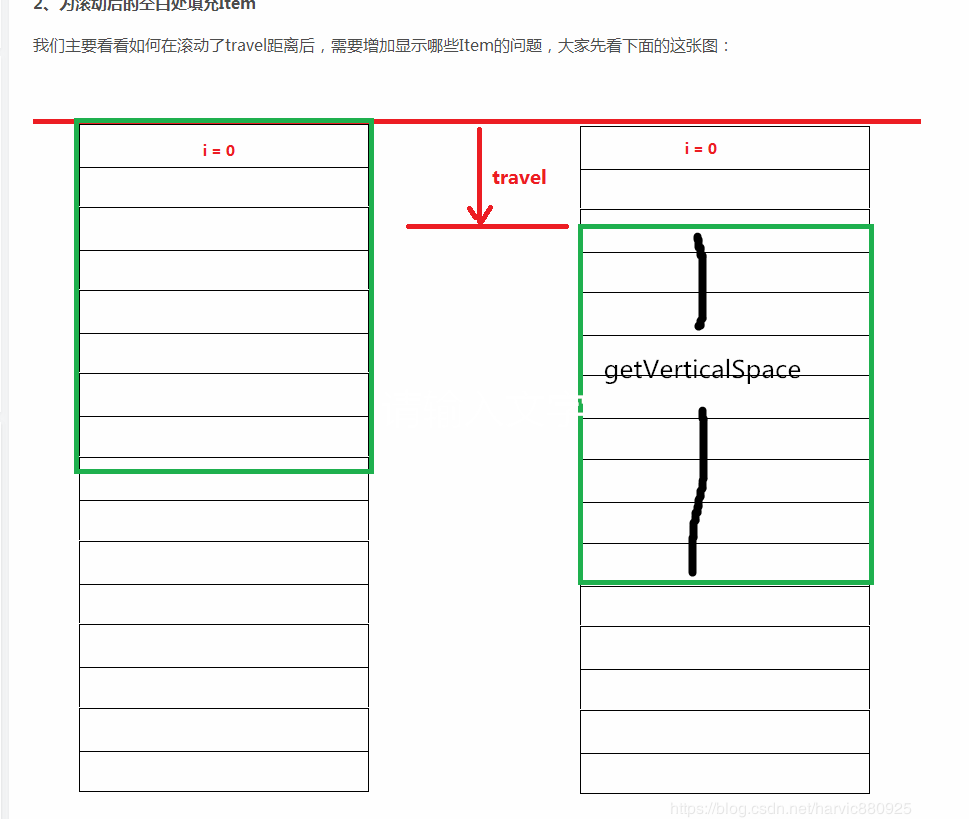 2、为滚动后的空白处填充Item
我们主要看看如何在滚动了travel距离后，需要增加显示哪些Item的问题，大家先看下面的这张图：
i = 0
i = 0
travel
getVerticalSpace
https://blog.csdn.net/harvic880925